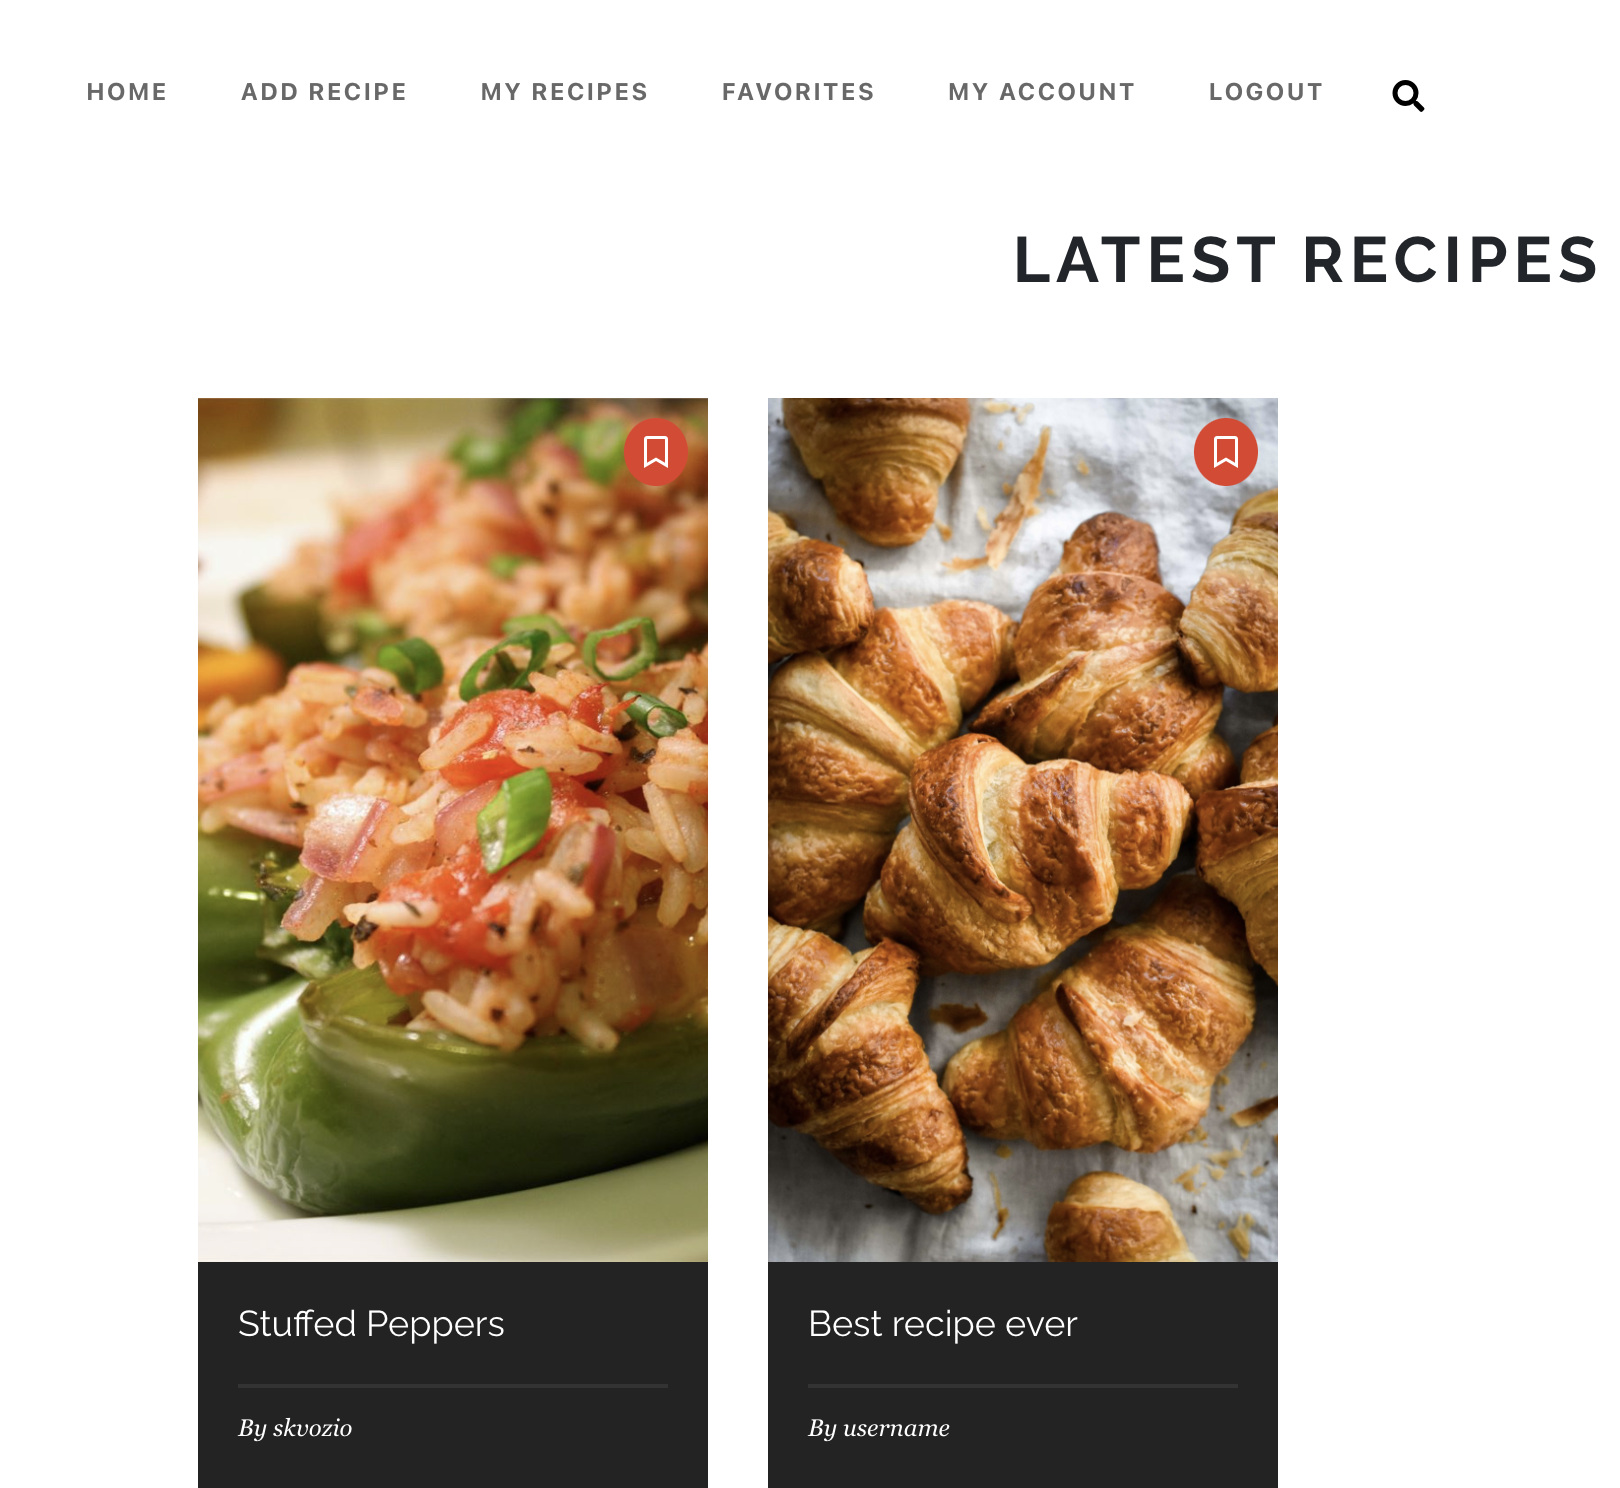 HOME ADD RECIPE MY RECIPES FAVORITES MY ACCOUNT LOGOUT
LATEST RECIPES
Stuffed Peppers
By skvozio
Best recipe ever
By username